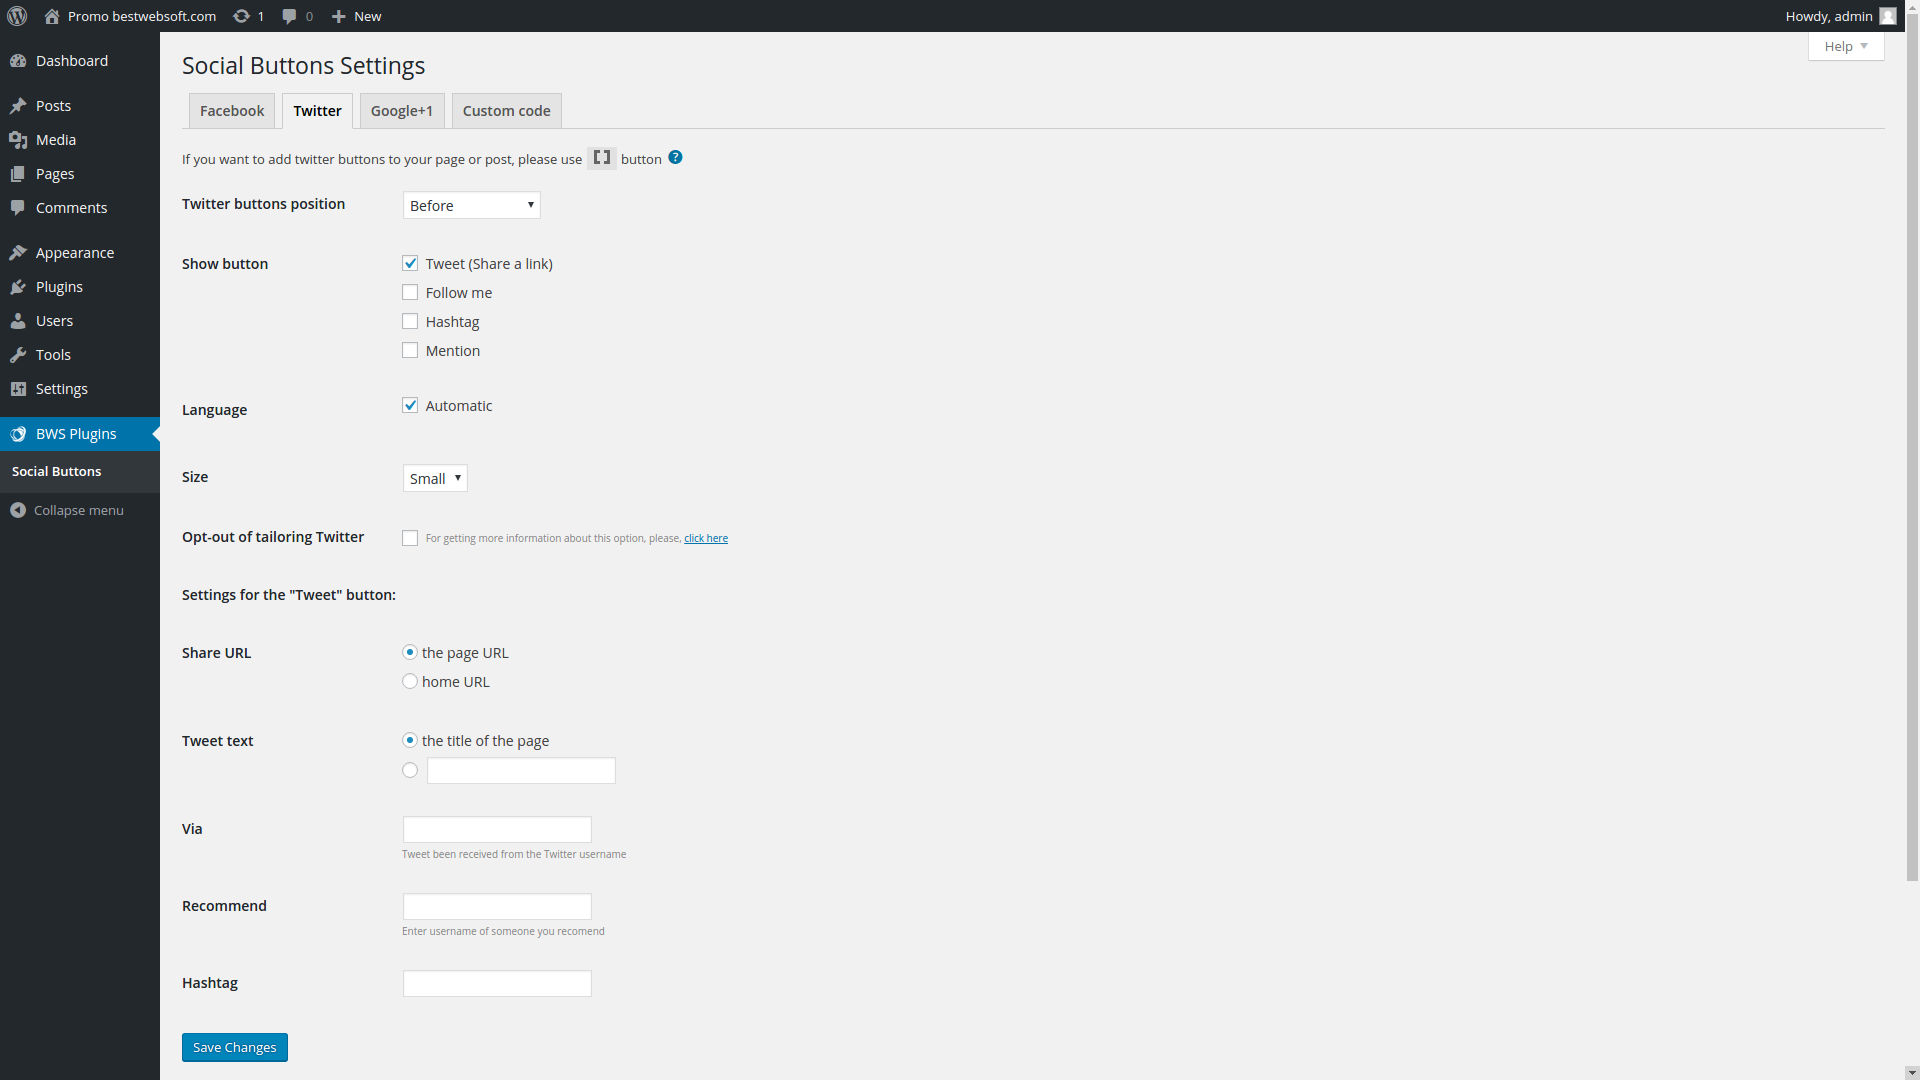 Promo bestwebsoft.com 1 0 New Howdy, admin
Help
Dashboard
Posts
Media
Pages
Comments
Appearance
Plugins
Users
Tools
Settings
BWS Plugins
Social Buttons
Collapse menu
Social Buttons Settings
Facebook Twitter Google+1 Custom code
If you want to add twitter buttons to your page or post, please use [] button ?
Twitter buttons position Before
Show button Tweet (Share a link)
Follow me
Hashtag
Mention
Language Automatic
Size Small
Opt-out of tailoring Twitter For getting more information about this option, please, click here
Settings for the "Tweet" button:
Share URL the page URL
home URL
Tweet text the title of the page
Via
Tweet been received from the Twitter username
Recommend
Enter username of someone you recomend
Hashtag
Save Changes